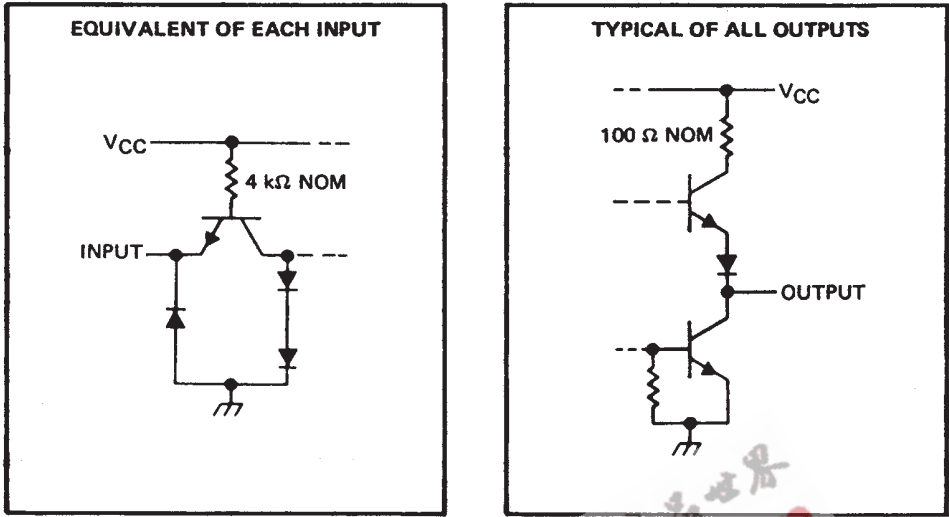 EQUIVALENT OF EACH INPUT
VCC
4 kΩ NOM
INPUT
TYPICAL OF ALL OUTPUTS
VCC
100 Ω NOM
OUTPUT